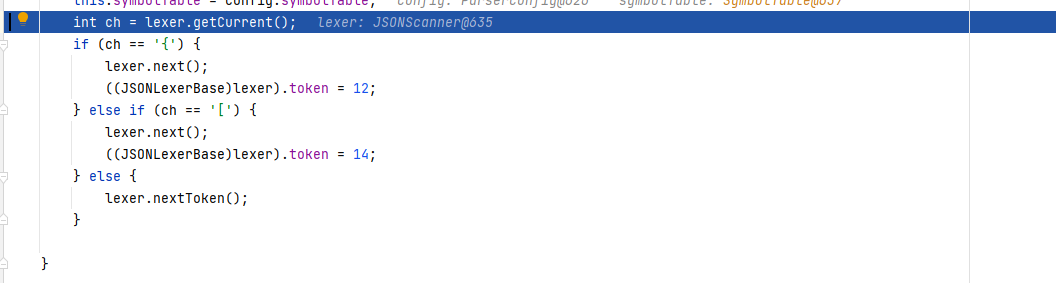 this.symbolTable = config.symbolTable; config: ParserConfig@626 symbolTable: SymbolTable@637
int ch = lexer.getCurrent(); lexer: JSONScanner@635
if (ch == '{') {
lexer.next();
((JSONLexerBase)lexer).token = 12;
} else if (ch == '[') {
lexer.next();
((JSONLexerBase)lexer).token = 14;
} else {
lexer.nextToken();
}
}